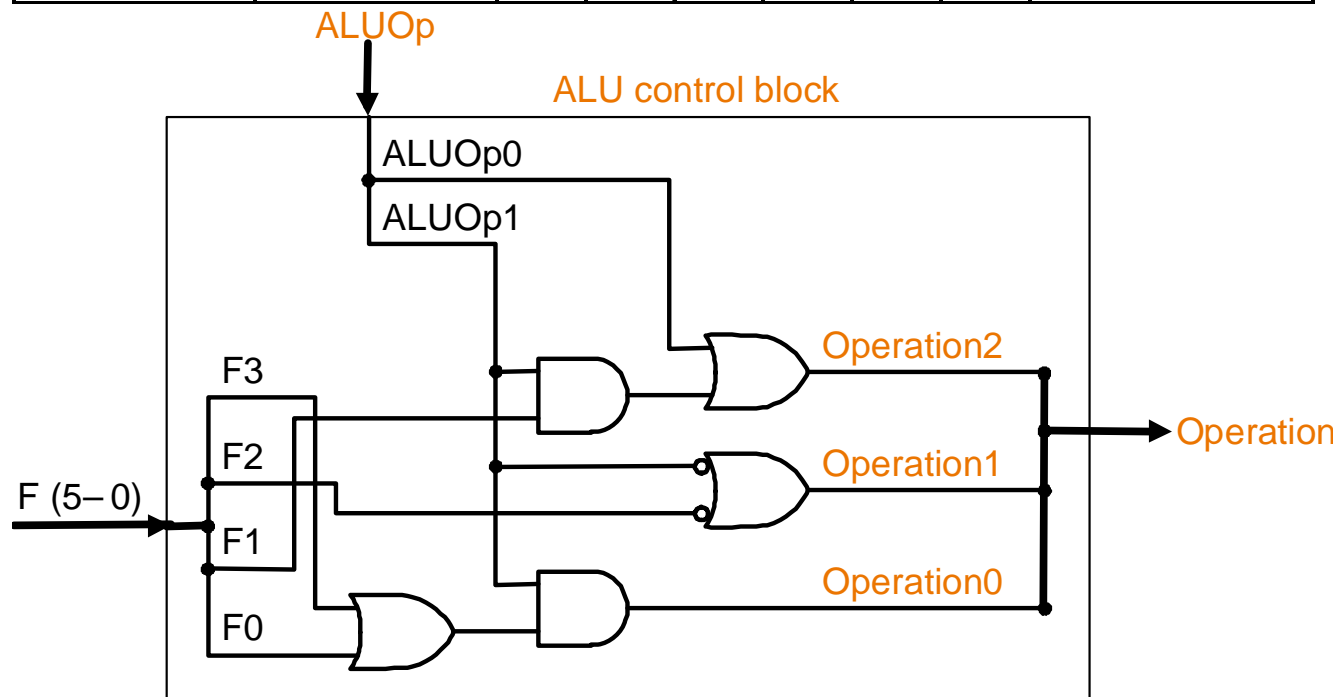 ALUOp
ALU control block
ALUOp0
ALUOp1
Operation2
F3
Operation
F2
Operation1
F (5–0)
F1
Operation0
F0